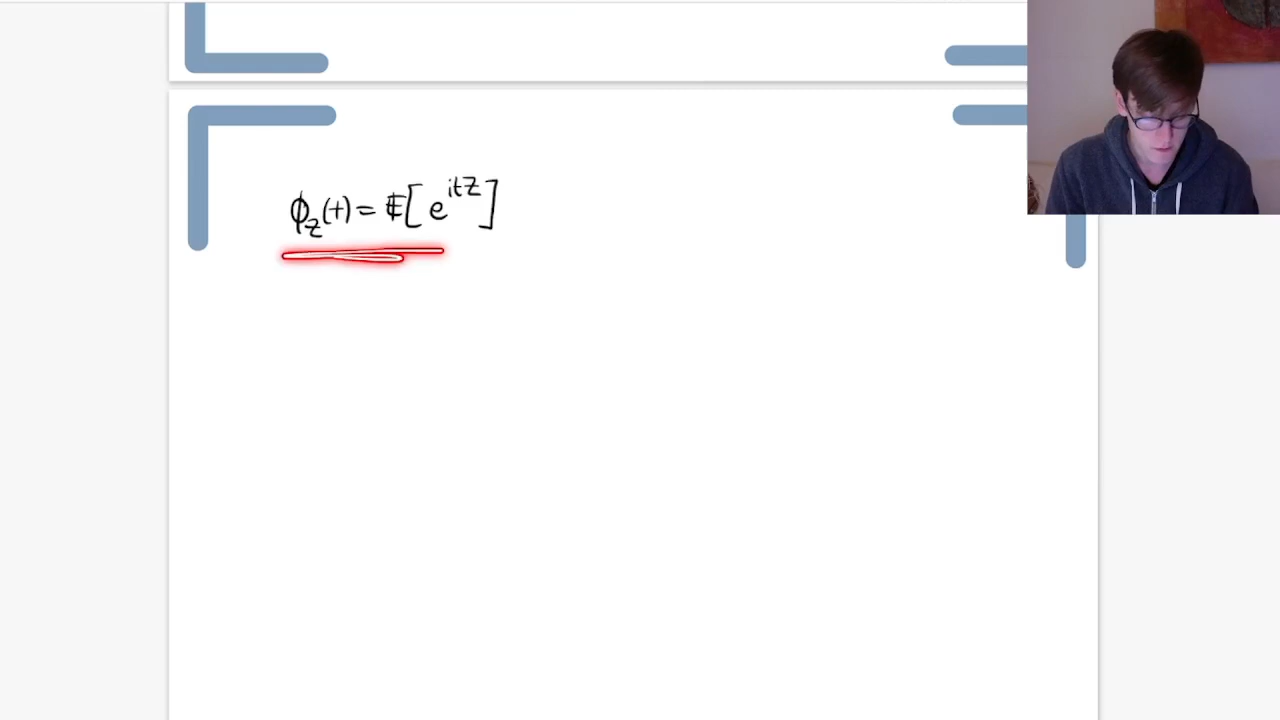 ϕ_Z(t) = 𝔼[e^{itZ}]